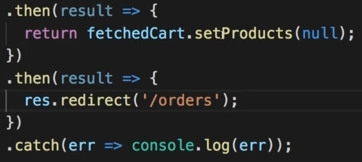 .then(result => {
  return fetchedCart.setProducts(null);
})
.then(result => {
  res.redirect('/orders');
})
.catch(err => console.log(err));